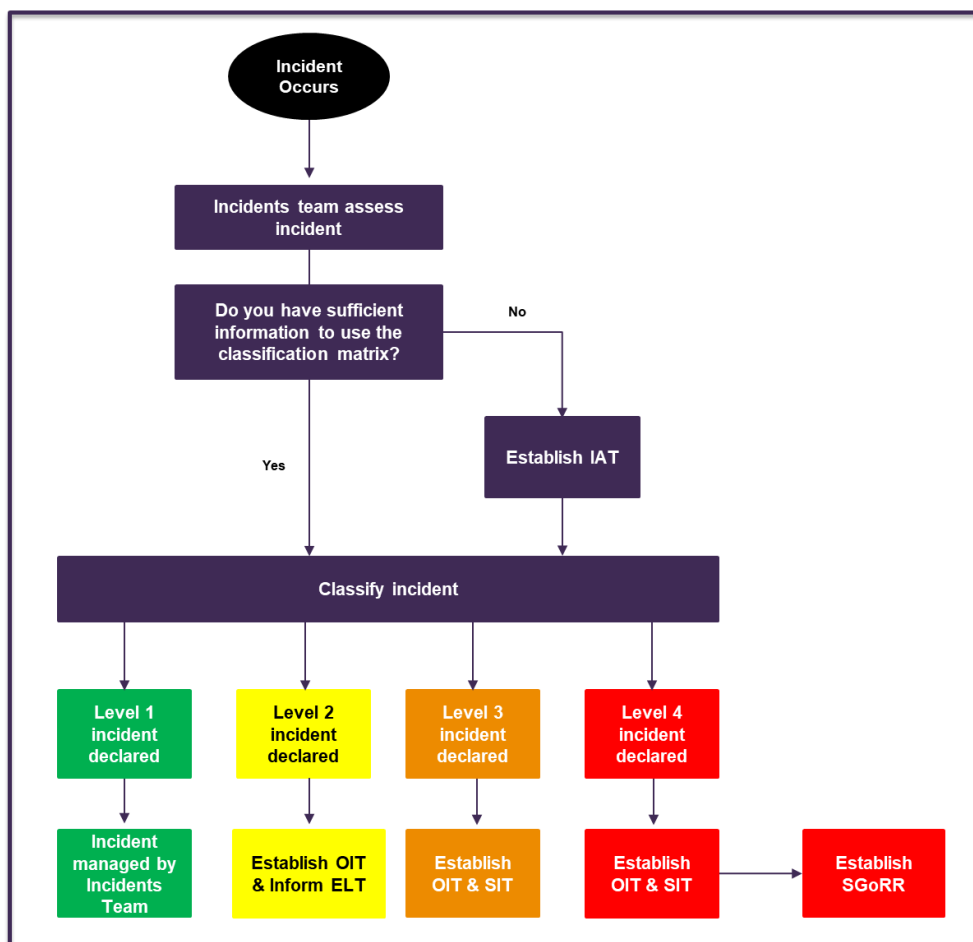 Incident
Occurs
Incidents team assess
incident
Do you have sufficient
information to use the
classification matrix?
No
Establish IAT
Yes
Classify incident
Level 1
incident
declared
Level 2
incident
declared
Level 3
incident
declared
Level 4
incident
declared
Incident
managed by
Incidents
Team
Establish OIT
& Inform ELT
Establish
OIT & SIT
Establish
OIT & SIT
Establish
SGoRR